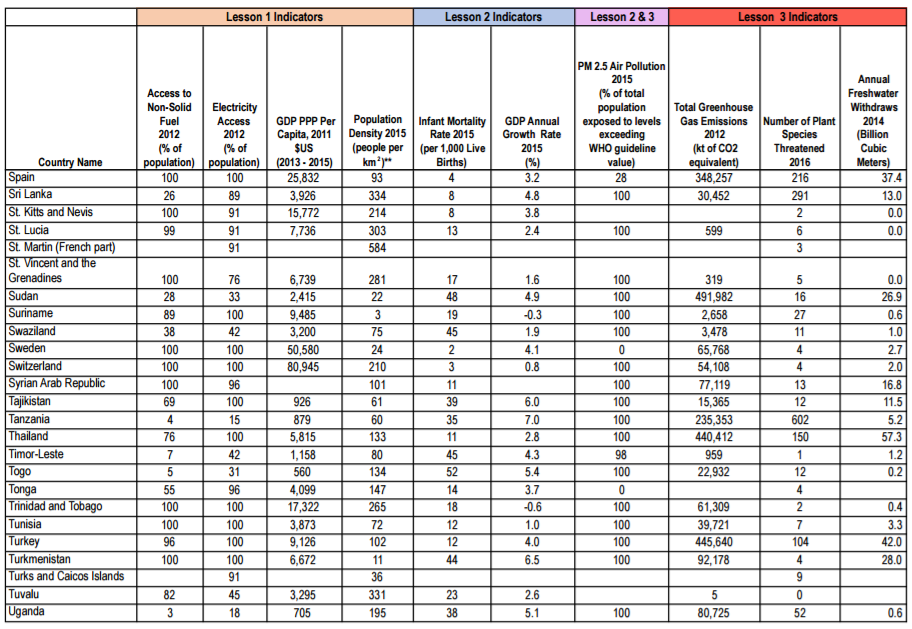 Lesson 1 Indicators Lesson 2 Indicators Lesson 2 & 3 Lesson 3 Indicators
Country Name
Access to
Non-Solid
Fuel
2012
(% of
population)
Electricity
Access
2012
(% of
population)
GDP PPP Per
Capita, 2011
$US
(2013 - 2015)
Population
Density 2015
(people per
km²)**
Infant Mortality
Rate 2015
(per 1,000 Live
Births)
GDP Annual
Growth Rate
2015
(%)
PM 2.5 Air Pollution
2015
(% of total
population
exposed to levels
exceeding
WHO guideline
value)
Total Greenhouse
Gas Emissions
2012
(kt of CO2
equivalent)
Number of Plant
Species
Threatened
2016
Annual
Freshwater
Withdraws
2014
(Billion
Cubic
Meters)
Spain 100 100 25,832 93 4 3.2 28 348,257 216 37.4
Sri Lanka 26 89 3,926 334 8 4.8 100 30,452 291 13.0
St. Kitts and Nevis 100 91 15,772 214 8 3.8 2 0.0
St. Lucia 99 91 7,736 303 13 2.4 100 599 6 0.0
St. Martin (French part) 91 584 3
St. Vincent and the
Grenadines 100 76 6,739 281 17 1.6 100 319 5 0.0
Sudan 28 33 2,415 22 48 4.9 100 491,982 16 26.9
Suriname 89 100 9,485 3 19 -0.3 100 2,658 27 0.6
Swaziland 38 42 3,200 75 45 1.9 100 3,478 11 1.0
Sweden 100 100 50,580 24 2 4.1 0 65,768 4 2.7
Switzerland 100 100 80,945 210 3 0.8 100 54,108 4 2.0
Syrian Arab Republic 100 96 101 11 100 77,119 13 16.8
Tajikistan 69 100 926 61 39 6.0 100 15,365 12 11.5
Tanzania 4 15 879 60 35 7.0 100 235,353 602 5.2
Thailand 76 100 5,815 133 11 2.8 100 440,412 150 57.3
Timor-Leste 7 42 1,158 80 45 4.3 98 959 1 1.2
Togo 5 31 560 134 52 5.4 100 22,932 12 0.2
Tonga 55 96 4,099 147 14 3.7 0 4
Trinidad and Tobago 100 100 17,322 265 18 -0.6 100 61,309 2 0.4
Tunisia 100 100 3,873 72 12 1.0 100 39,721 7 3.3
Turkey 96 100 9,126 102 12 4.0 100 445,640 104 42.0
Turkmenistan 100 100 6,672 11 44 6.5 100 92,178 4 28.0
Turks and Caicos Islands 91 36 9
Tuvalu 82 45 3,295 331 23 2.6 5 0
Uganda 3 18 705 195 38 5.1 100 80,725 52 0.6